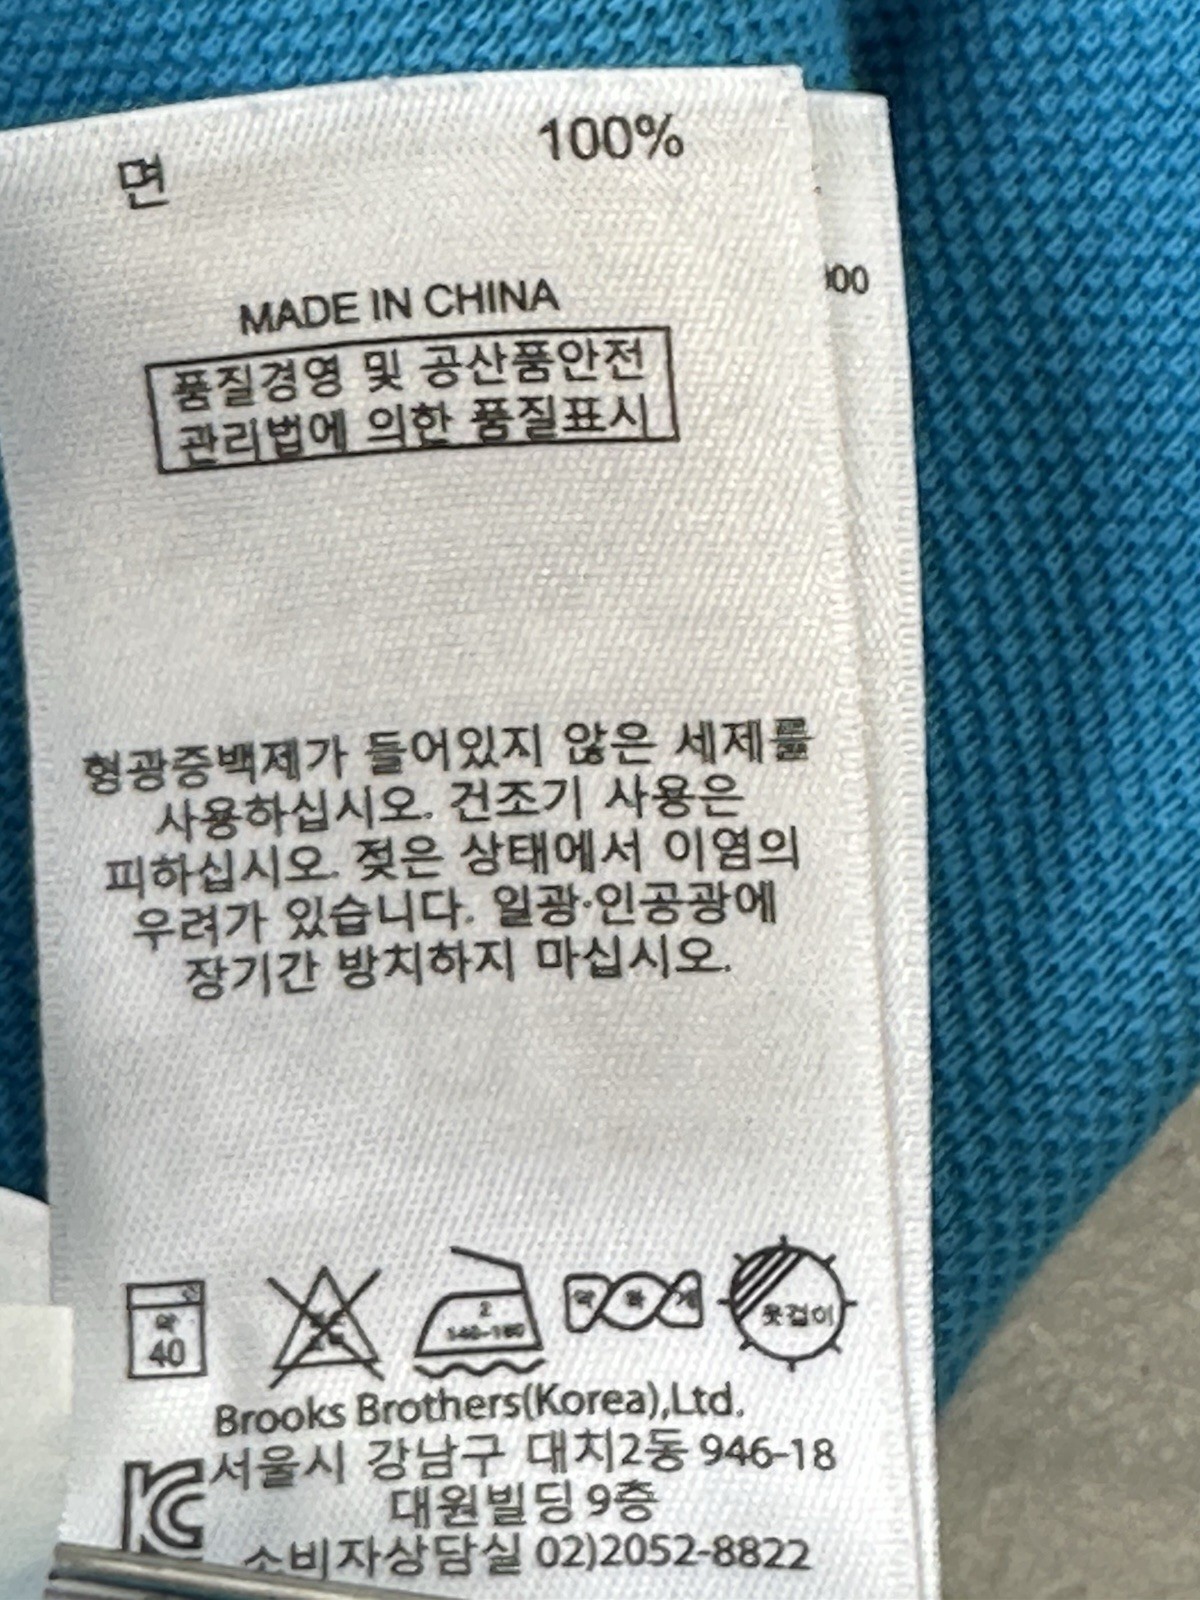 면 100%
00
MADE IN CHINA
품질경영 및 공산품안전
관리법에 의한 품질표시
형광증백제가 들어있지 않은 세제를
사용하십시오. 건조기 사용은
피하십시오. 젖은 상태에서 이염의
우려가 있습니다. 일광·인공광에
장기간 방치하지 마십시오.
약
40
2
140~160
약 하 게
옷걸이
Brooks Brothers(Korea),Ltd.
서울시 강남구 대치2동 946-18
대원빌딩 9층
소비자상담실 02)2052-8822